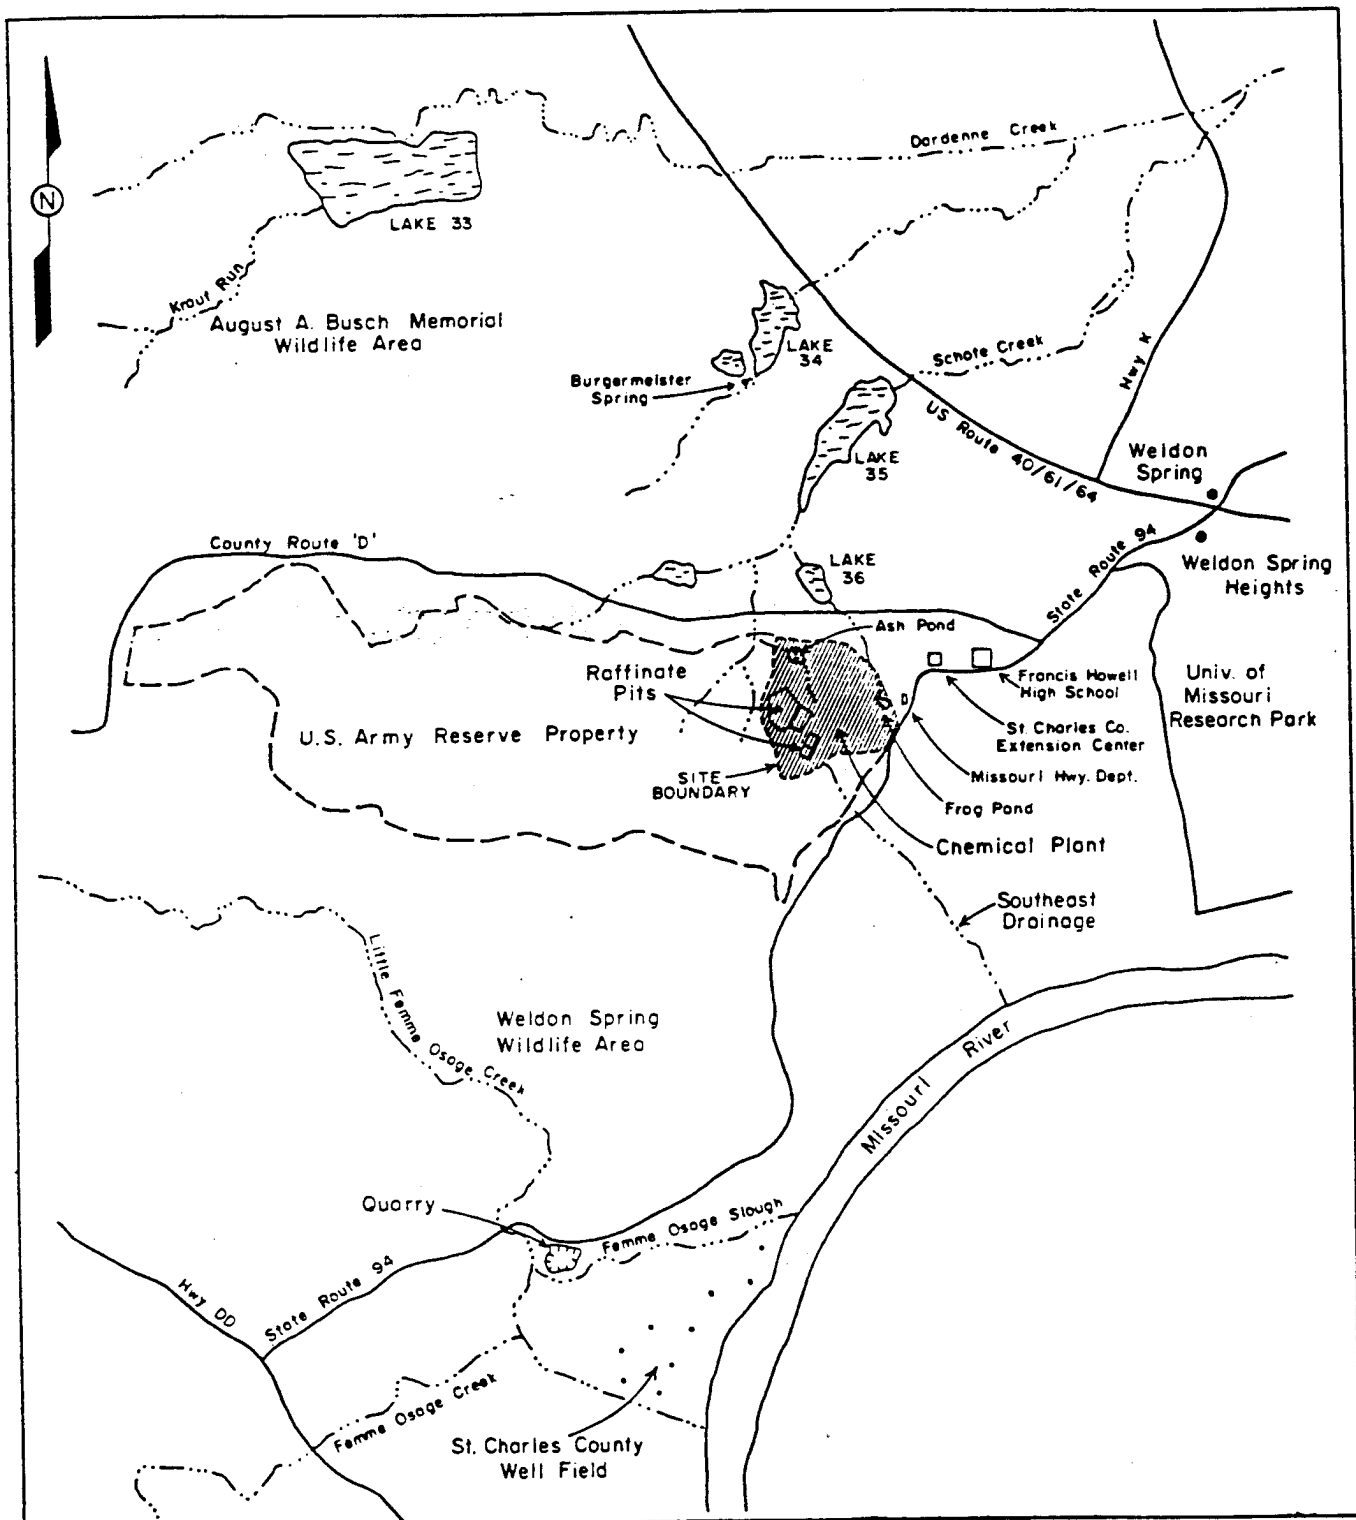 Dardenne Creek
N
LAKE 33
Kraut Run
August A. Busch Memorial
Wildlife Area
LAKE
34
Schote Creek
Hwy K
Burgermeister
Spring
US Route 40/61/64
LAKE
35
Weldon
Spring
County Route 'D'
LAKE
36
State Route 94
Weldon Spring
Heights
Ash Pond
Raffinate
Pits
Francis Howell
High School
Univ. of
Missouri
Research Park
U.S. Army Reserve Property
St. Charles Co.
Extension Center
SITE
BOUNDARY
Missouri Hwy. Dept.
Frog Pond
Chemical Plant
Southeast
Drainage
Little Femme Osage Creek
Weldon Spring
Wildlife Area
Missouri River
Quarry
Femme Osage Slough
Hwy DD
State Route 94
Femme Osage Creek
St. Charles County
Well Field